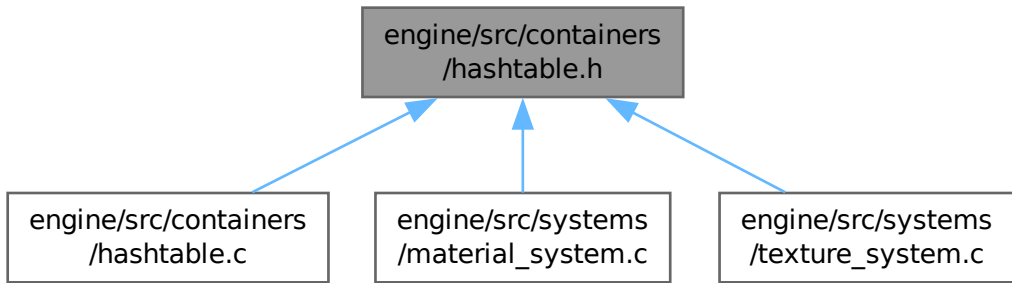 engine/src/containers
/hashtable.h
engine/src/containers
/hashtable.c
engine/src/systems
/material_system.c
engine/src/systems
/texture_system.c